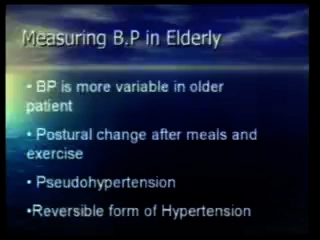 Measuring B.P in Elderly
• BP is more variable in older
patient
• Postural change after meals and
exercise
• Pseudohypertension
•Reversible form of Hypertension